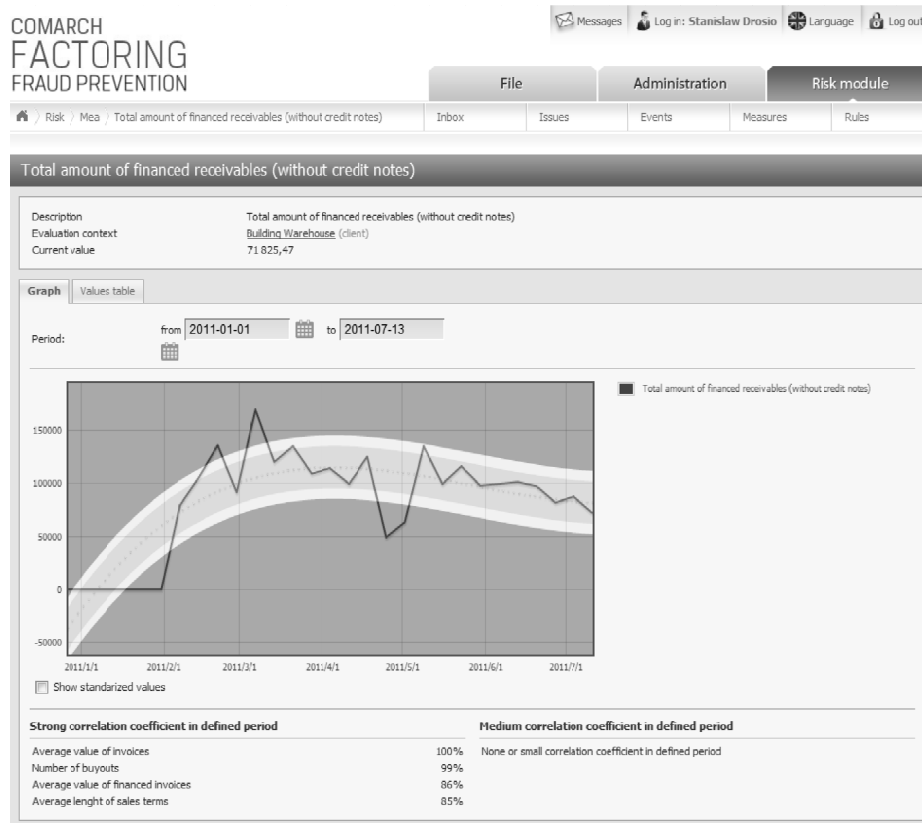 COMARCH
FACTORING
FRAUD PREVENTION
Messages Log in: Stanislaw Drosio Language Log out
File Administration Risk module
Risk Mea Total amount of financed receivables (without credit notes) Inbox Issues Events Measures Rules
Total amount of financed receivables (without credit notes)
Description Total amount of financed receivables (without credit notes)
Evaluation context Building Warehouse (client)
Current value 71 825,47
Graph Values table
Period: from 2011-01-01 to 2011-07-13
Total amount of financed receivables (without credit notes)
150000
100000
50000
0
-50000
2011/1/1 2011/2/1 2011/3/1 2011/4/1 2011/5/1 2011/6/1 2011/7/1
Show standarized values
Strong correlation coefficient in defined period Medium correlation coefficient in defined period
Average value of invoices 100% None or small correlation coefficient in defined period
Number of buyouts 99%
Average value of financed invoices 86%
Average lenght of sales terms 85%